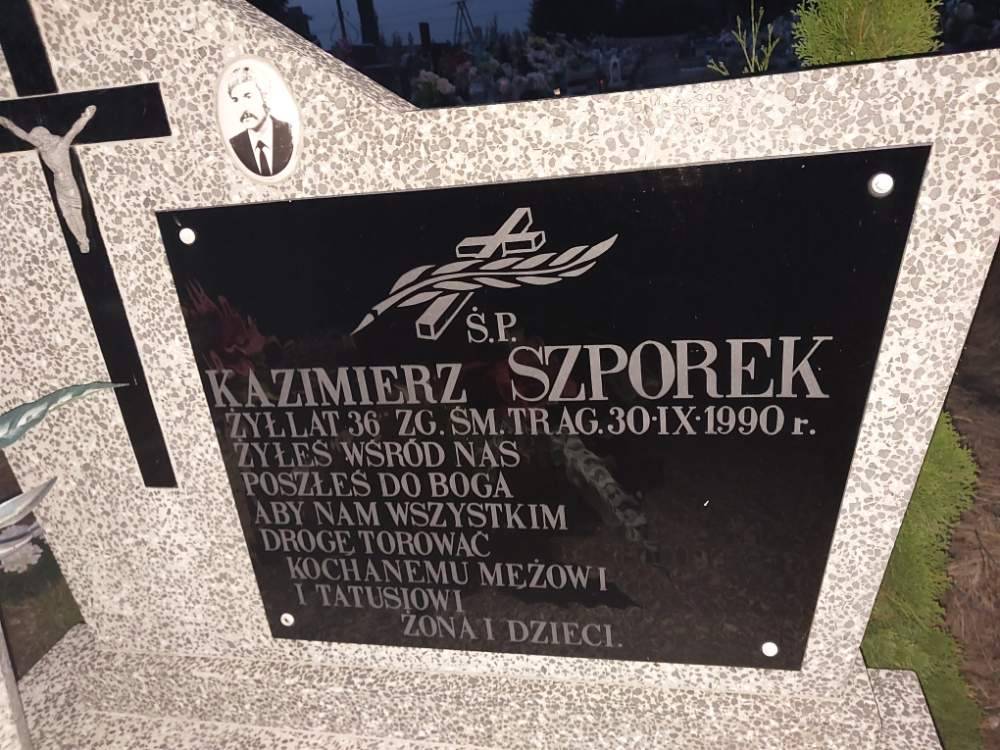 Ś.P.
KAZIMIERZ SZPOREK
ŻYŁ LAT 36 ZG. ŚM. TRAG. 30·IX·1990 r.
ŻYŁEŚ WŚRÓD NAS
POSZŁEŚ DO BOGA
ABY NAM WSZYSTKIM
DROGĘ TOROWAĆ
KOCHANEMU MĘŻOWI
I TATUSIOWI
ŻONA I DZIECI.